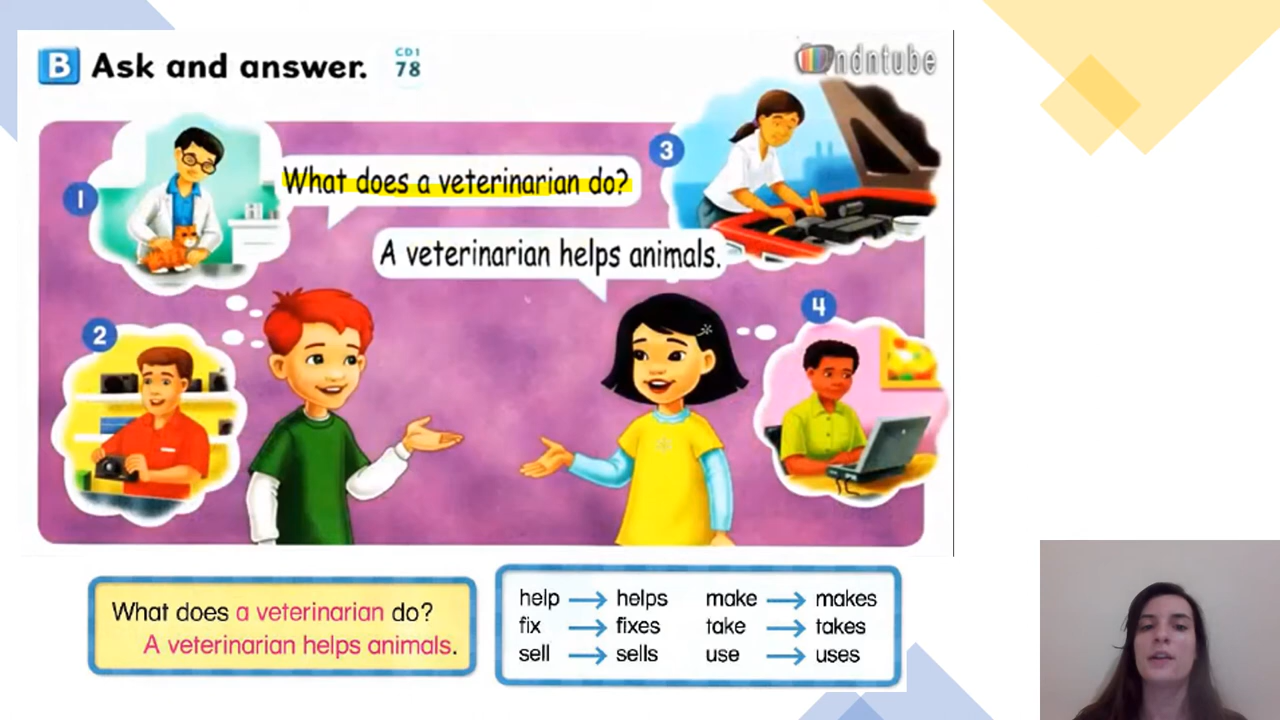 B Ask and answer. CD1 78
ndntube
1
What does a veterinarian do?
3
A veterinarian helps animals.
2
4
What does a veterinarian do?
A veterinarian helps animals.
help → helps make → makes
fix → fixes take → takes
sell → sells use → uses